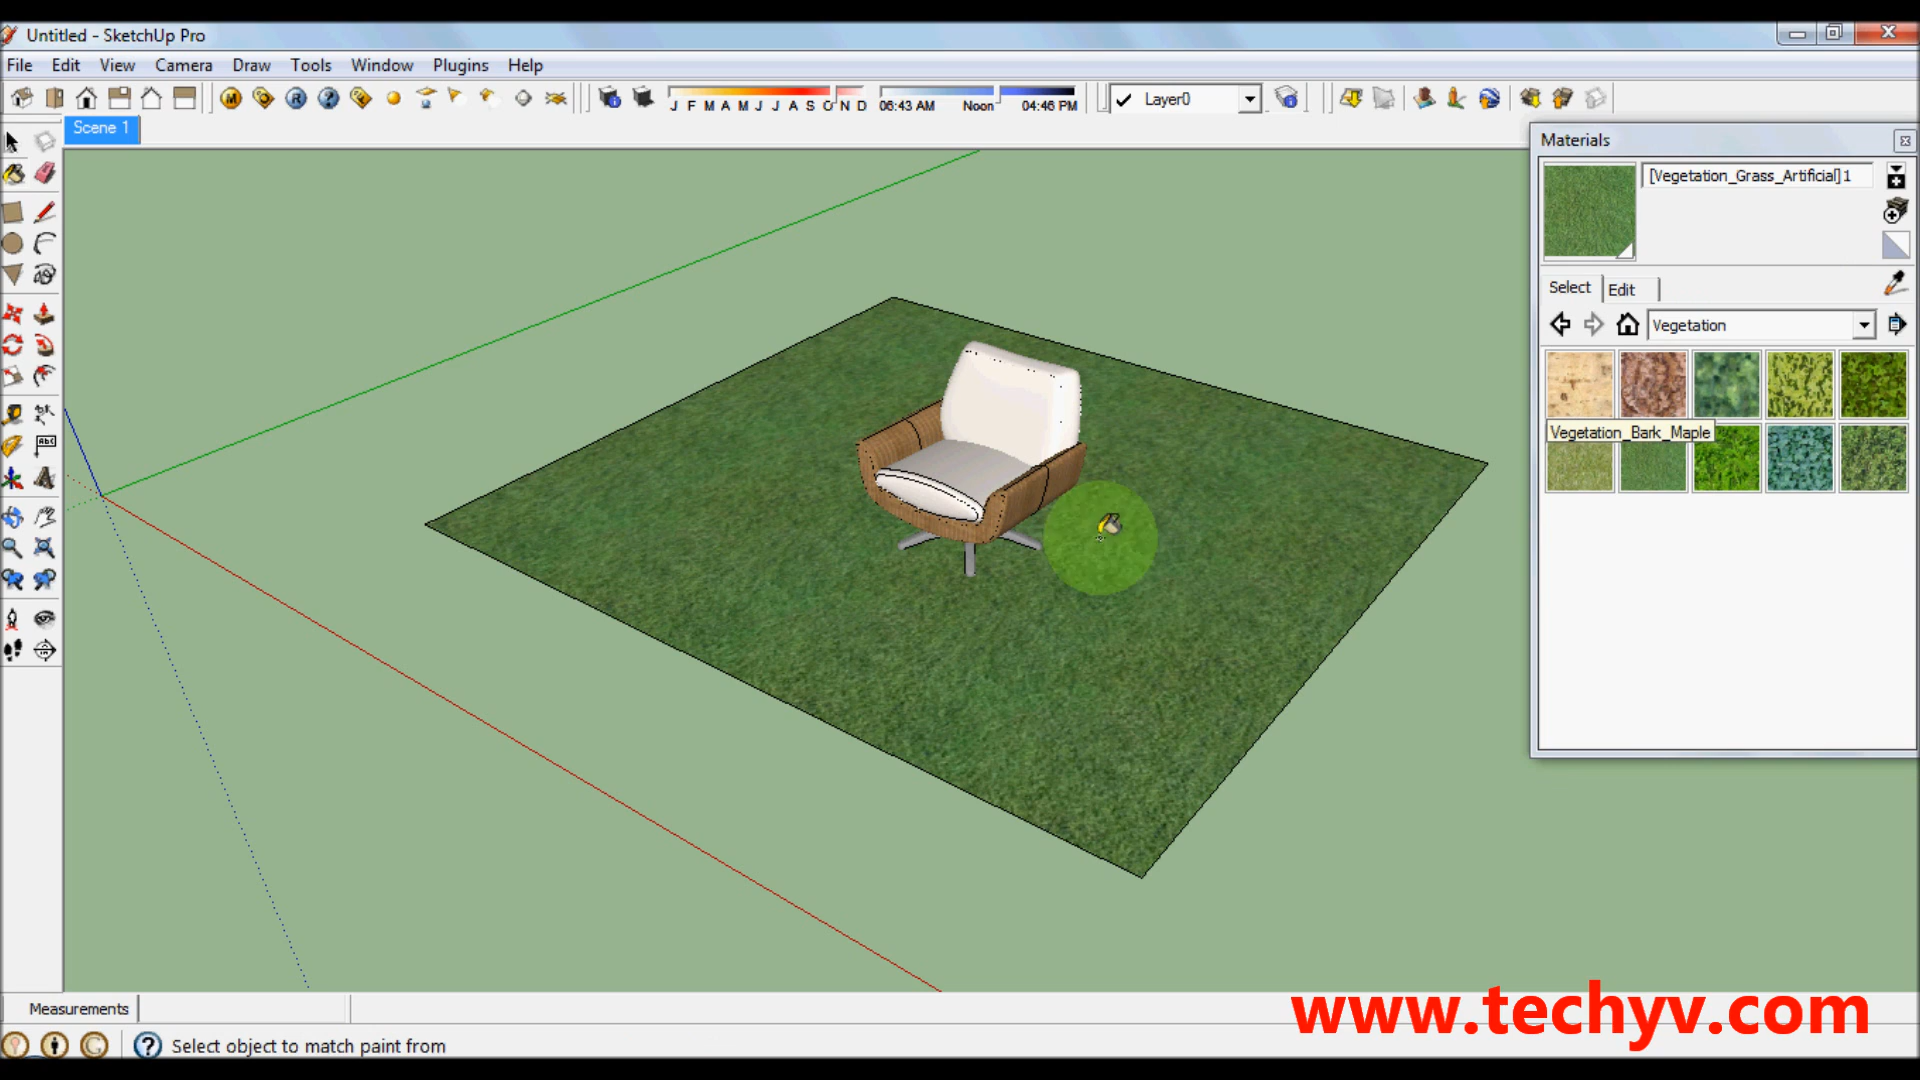 Untitled - SketchUp Pro
File Edit View Camera Draw Tools Window Plugins Help
M R ?
J F M A M J J A S O N D 06:43 AM Noon 04:46 PM
Layer0
Scene 1
Materials
[Vegetation_Grass_Artificial]1
Select Edit
Vegetation
Vegetation_Bark_Maple
ABC
Measurements
? Select object to match paint from
www.techyv.com